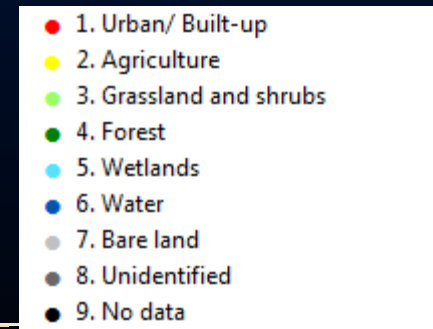 1. Urban/ Built-up
2. Agriculture
3. Grassland and shrubs
4. Forest
5. Wetlands
6. Water
7. Bare land
8. Unidentified
9. No data